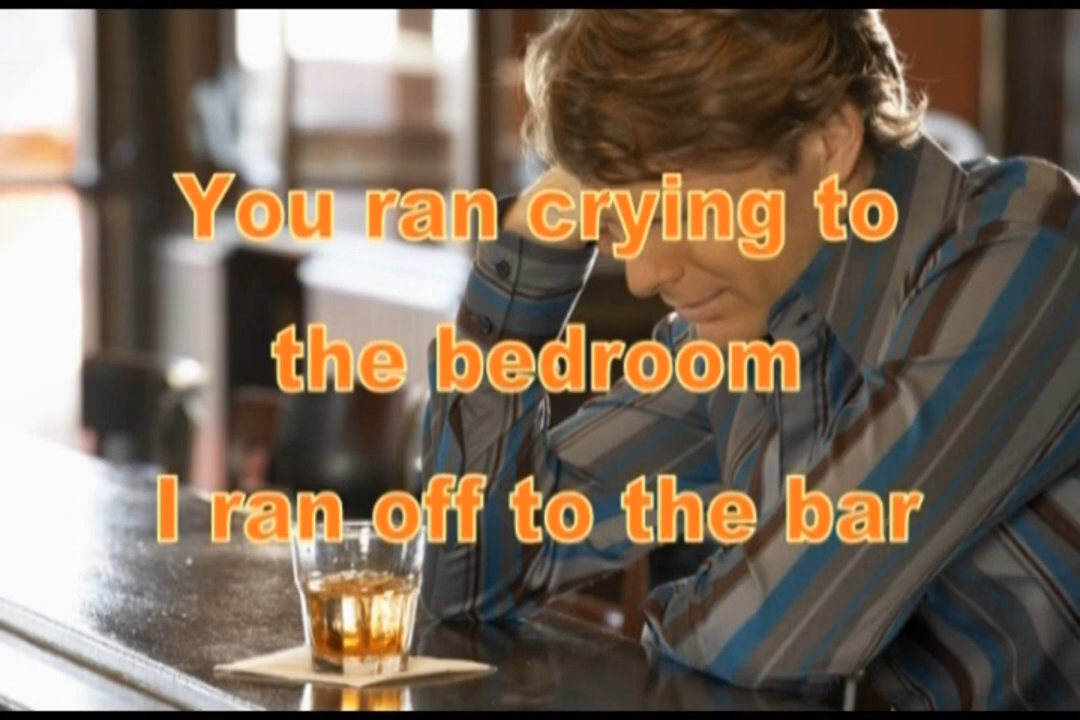 You ran crying to
the bedroom
I ran off to the bar